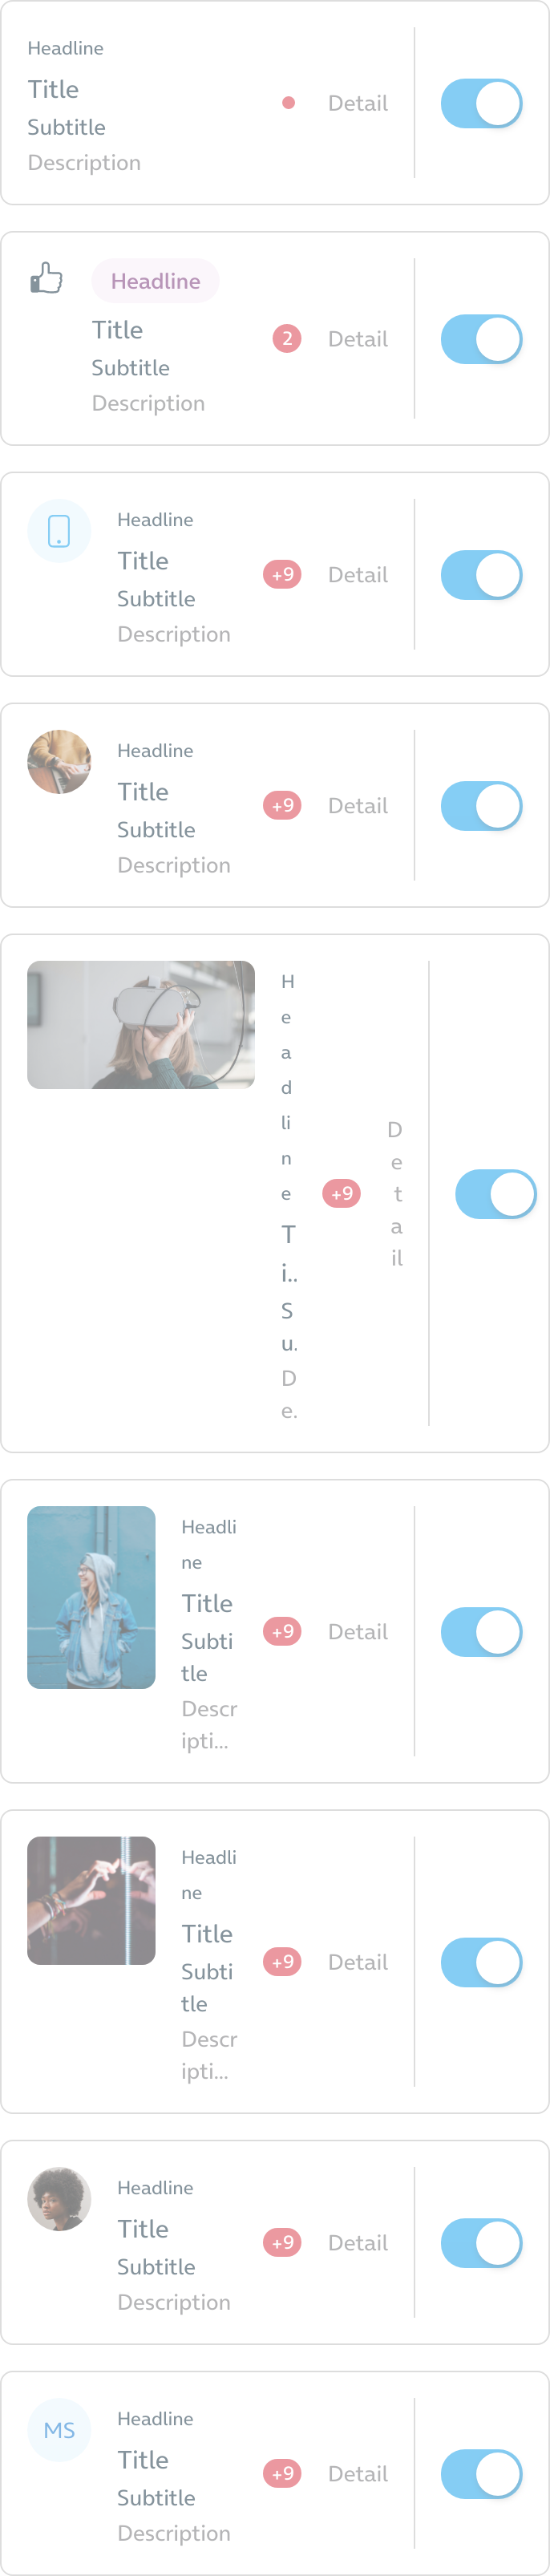 Headline
Title
Subtitle
Description
Detail
Headline
Title
Subtitle
Description
2
Detail
Headline
Title
Subtitle
Description
+9
Detail
Headline
Title
Subtitle
Description
+9
Detail
H
e
a
d
li
n
e
T
i..
S
u.
D
e.
+9
D
e
t
a
il
Headli
ne
Title
Subti
tle
Descr
ipti...
+9
Detail
Headli
ne
Title
Subti
tle
Descr
ipti...
+9
Detail
Headline
Title
Subtitle
Description
+9
Detail
MS
Headline
Title
Subtitle
Description
+9
Detail